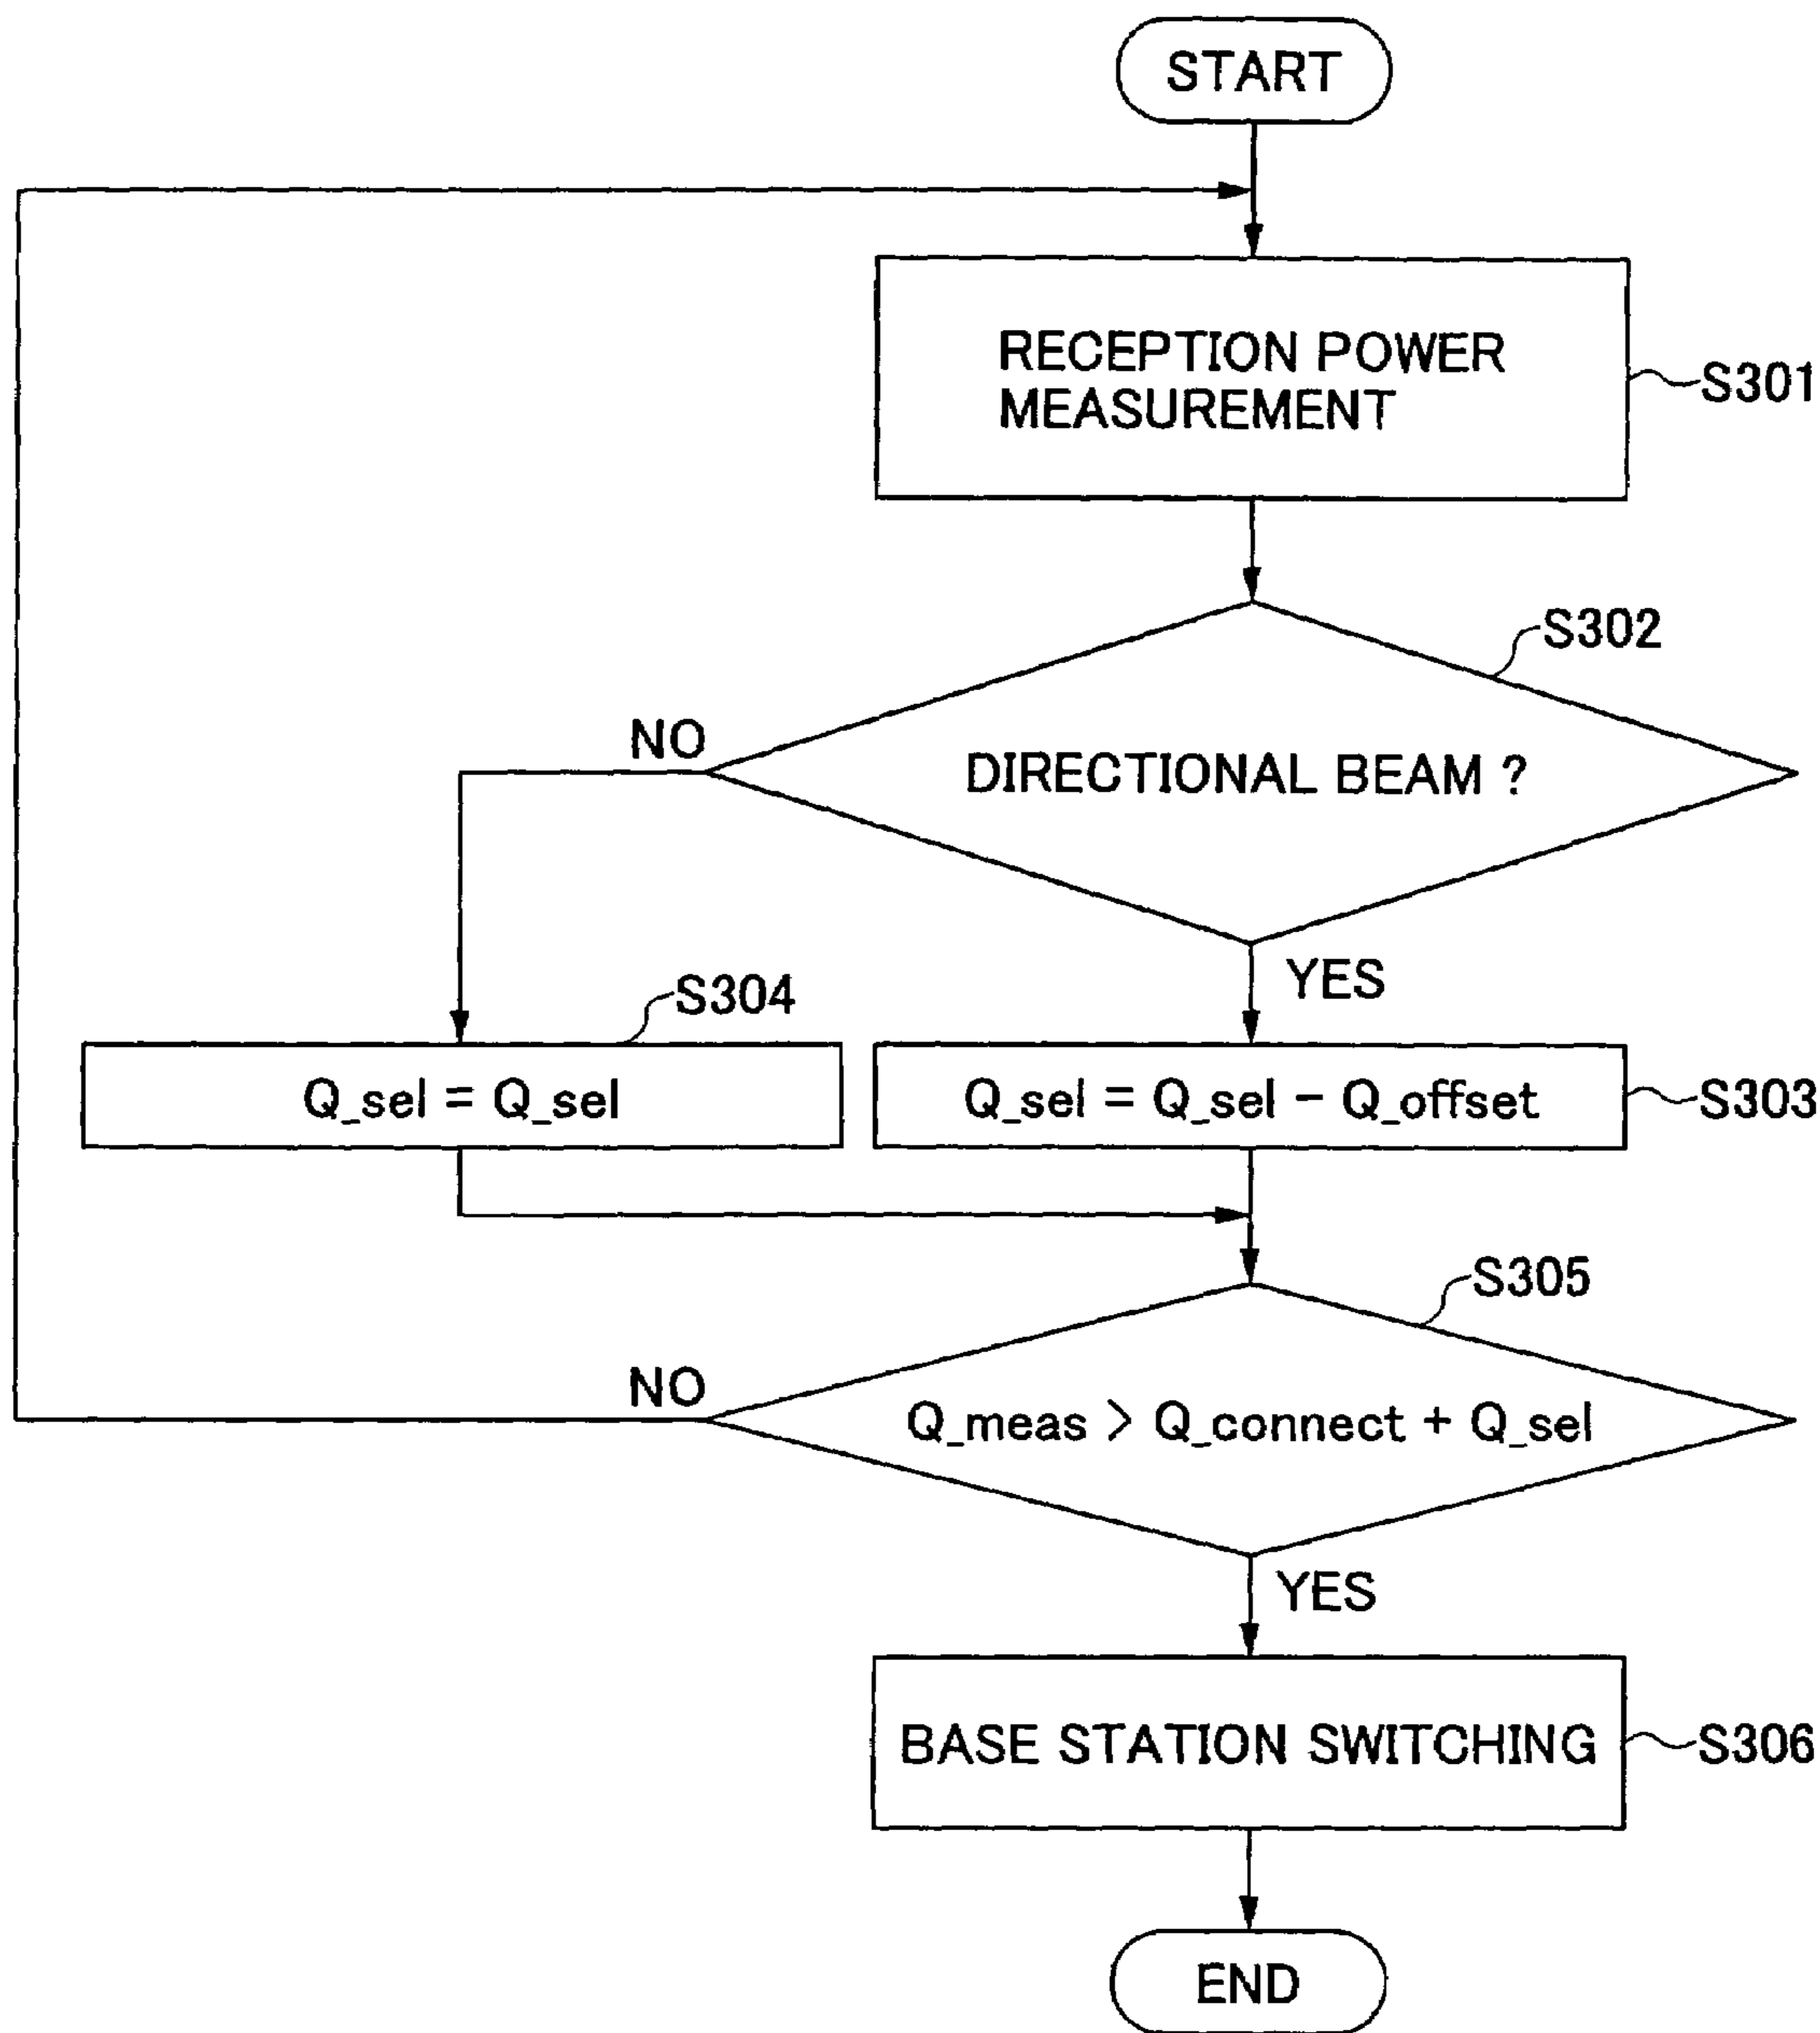 START
RECEPTION POWER
MEASUREMENT
S301
S302
NO
DIRECTIONAL BEAM ?
YES
S304
Q_sel = Q_sel
Q_sel = Q_sel - Q_offset
S303
S305
NO
Q_meas > Q_connect + Q_sel
YES
BASE STATION SWITCHING
S306
END